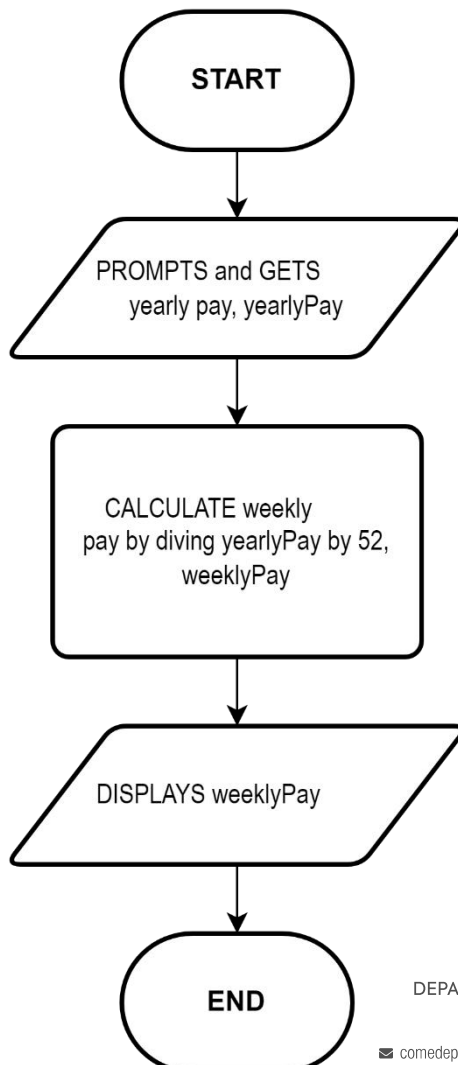 START
PROMPTS and GETS
yearly pay, yearlyPay
CALCULATE weekly
pay by diving yearlyPay by 52,
weeklyPay
DISPLAYS weeklyPay
END
DEPA
comedep